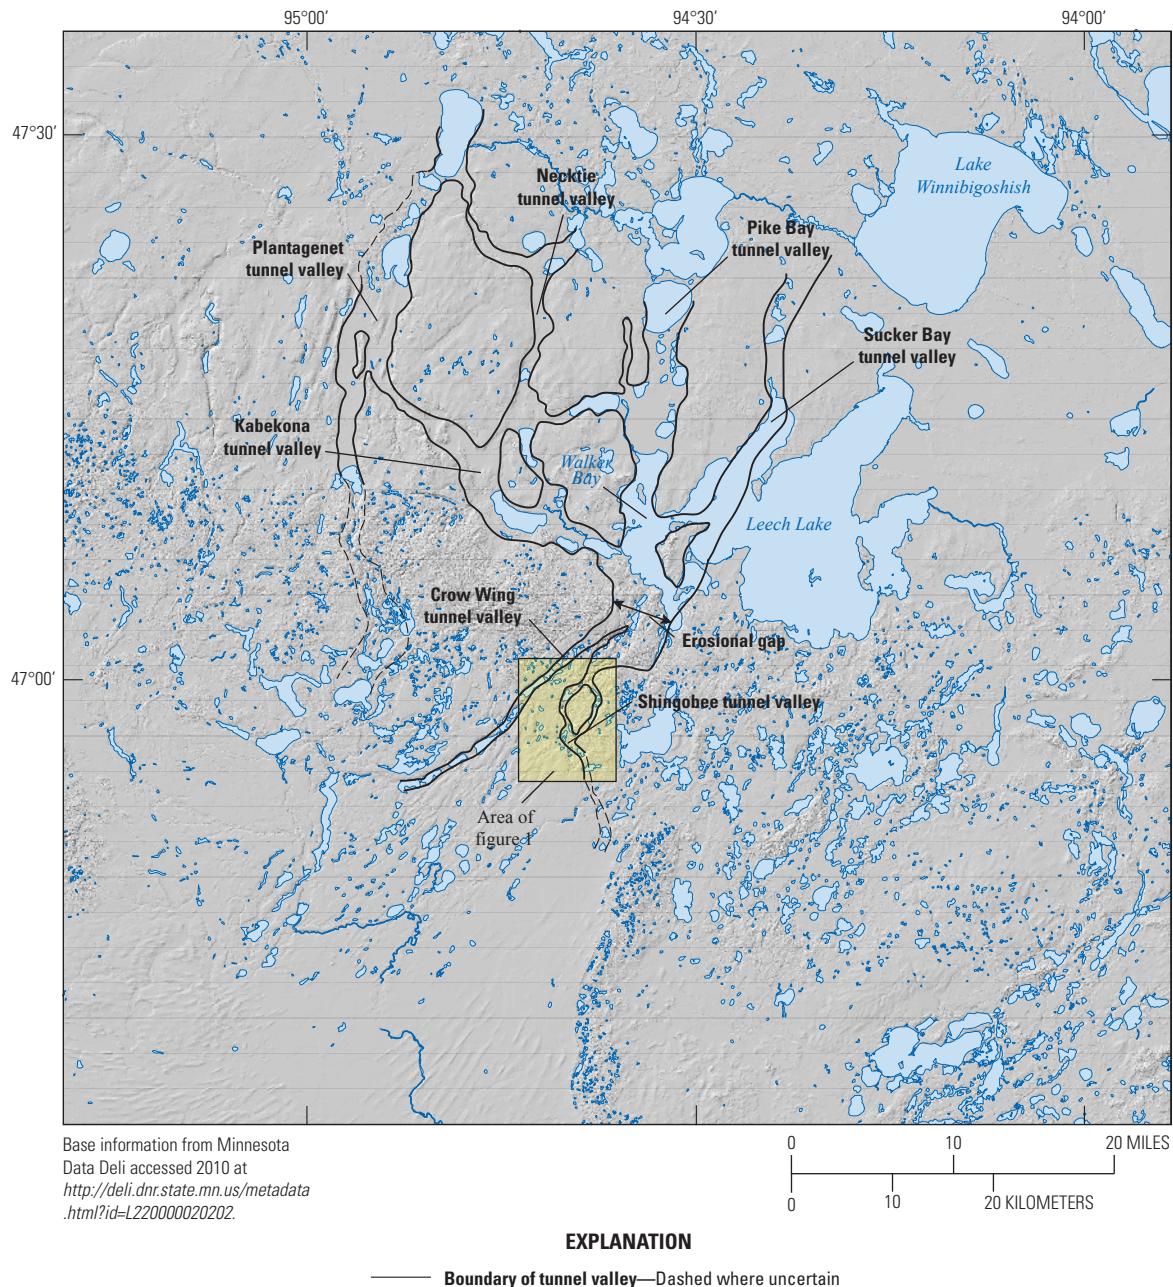 95°00′
94°30′
94°00′
47°30′
Lake
Winnibigoshish
Necktie
tunnel valley
Pike Bay
tunnel valley
Plantagenet
tunnel valley
Sucker Bay
tunnel valley
Kabekona
tunnel valley
Walker
Bay
Leech Lake
Crow Wing
tunnel valley
Erosional gap
47°00′
Shingobee tunnel valley
Area of
figure 1
Base information from Minnesota
Data Deli accessed 2010 at
http://deli.dnr.state.mn.us/metadata
.html?id=L220000020202.
0
10
20 MILES
0
10
20 KILOMETERS
EXPLANATION
Boundary of tunnel valley—Dashed where uncertain